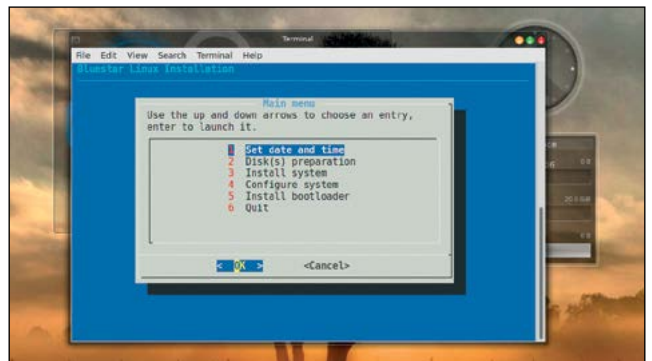 Terminal
File Edit View Search Terminal Help
Bluestar Linux Installation
Main menu
Use the up and down arrows to choose an entry,
enter to launch it.
1 Set date and time
2 Disk(s) preparation
3 Install system
4 Configure system
5 Install bootloader
6 Quit
< OK > <Cancel>